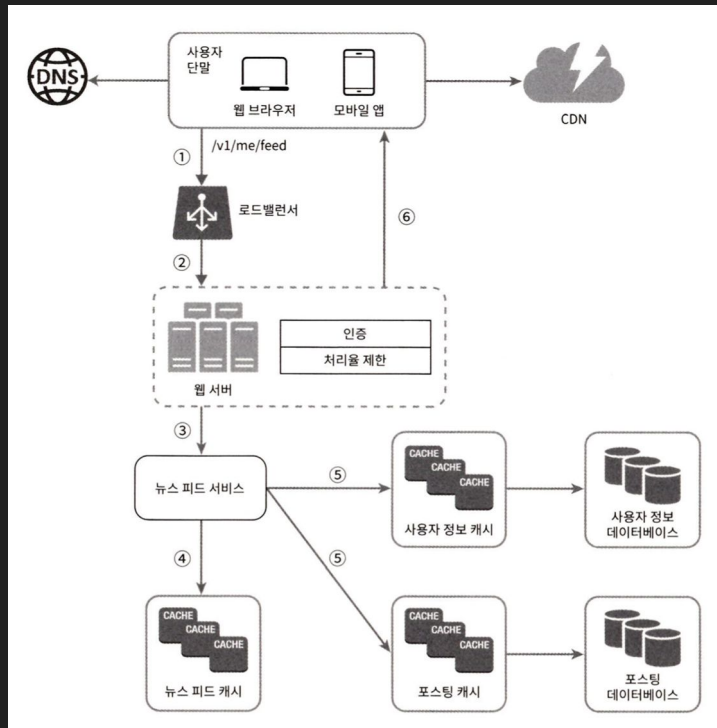 사용자
단말
DNS
웹 브라우저
모바일 앱
CDN
① /v1/me/feed
로드밸런서
⑥
②
인증
처리율 제한
웹 서버
③
뉴스 피드 서비스
⑤
CACHE
CACHE
CACHE
사용자 정보 캐시
사용자 정보
데이터베이스
④
⑤
CACHE
CACHE
CACHE
뉴스 피드 캐시
CACHE
CACHE
CACHE
포스팅 캐시
포스팅
데이터베이스